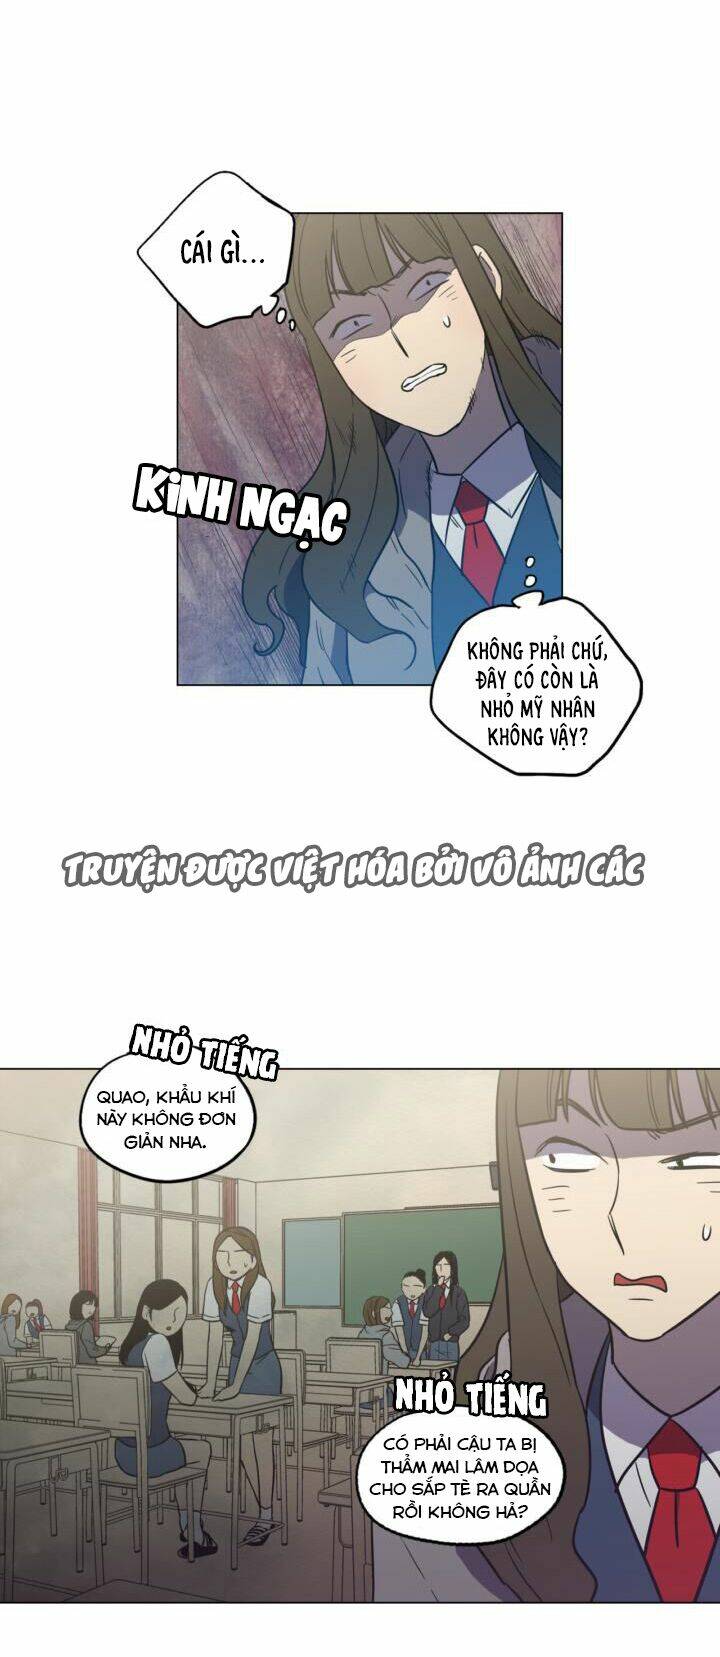 CÁI GÌ...
KINH NGẠC
KHÔNG PHẢI CHỨ,
ĐÂY CÓ CÒN LÀ
NHỎ MỸ NHÂN
KHÔNG VẬY?
TRUYỆN ĐƯỢC VIỆT HÓA BỞI VÔ ẢNH CÁC
NHỎ TIẾNG
QUAO, KHẨU KHÍ
NÀY KHÔNG ĐƠN
GIẢN NHA.
NHỎ TIẾNG
CÓ PHẢI CẬU TA BỊ
THẨM MAI LÂM DỌA
CHO SẮP TÈ RA QUẦN
RỒI KHÔNG HẢ?